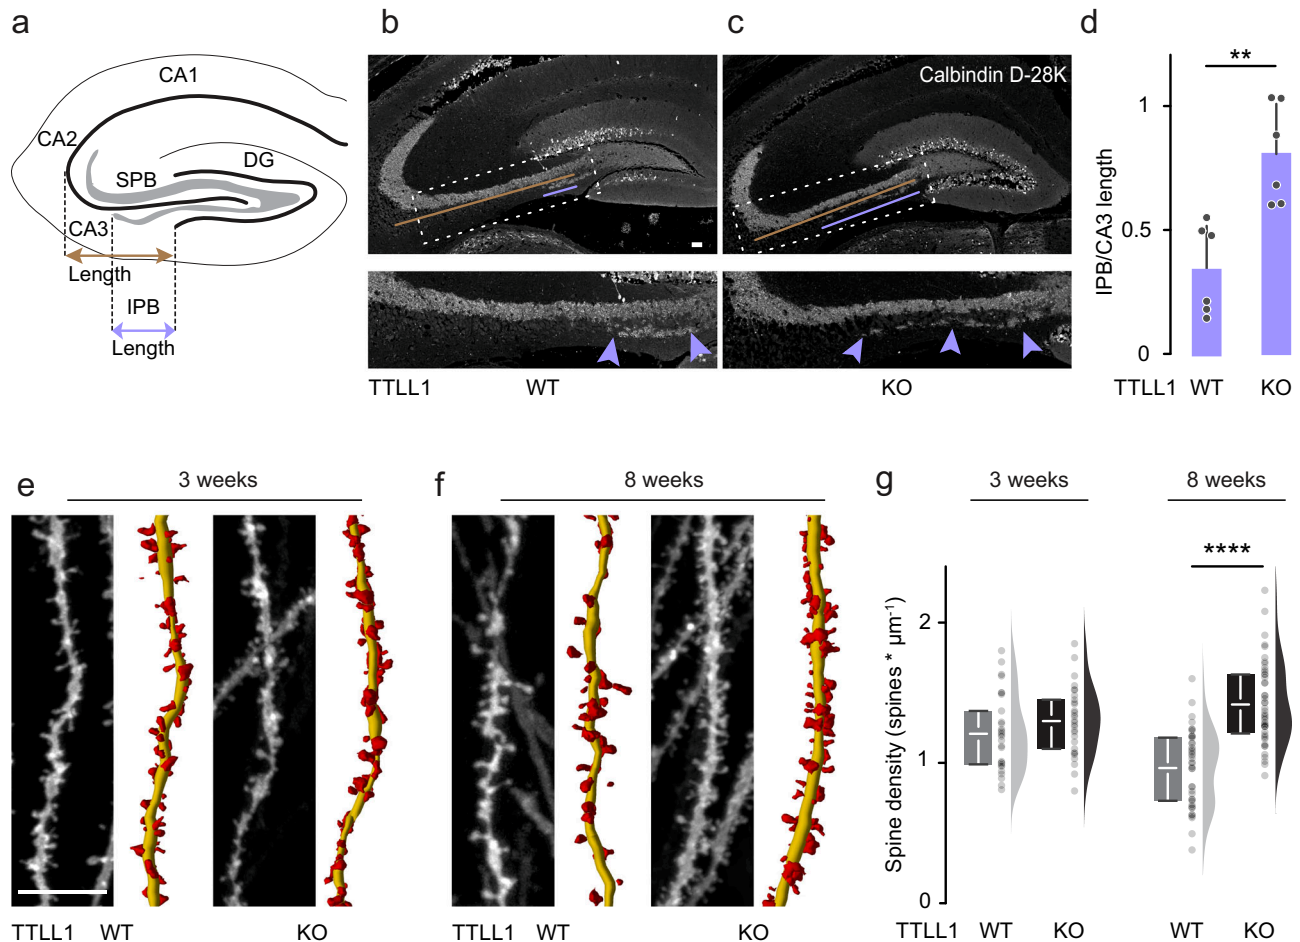 a
CA1
CA2
DG
SPB
CA3
Length
IPB
Length
b
c
Calbindin D-28K
TTLL1 WT KO
d
**
1
0.5
0
IPB/CA3 length
TTLL1 WT KO
e
3 weeks
TTLL1 WT KO
f
8 weeks
TTLL1 WT KO
g
3 weeks 8 weeks
****
2
1
0
Spine density (spines * µm⁻¹)
TTLL1 WT KO WT KO